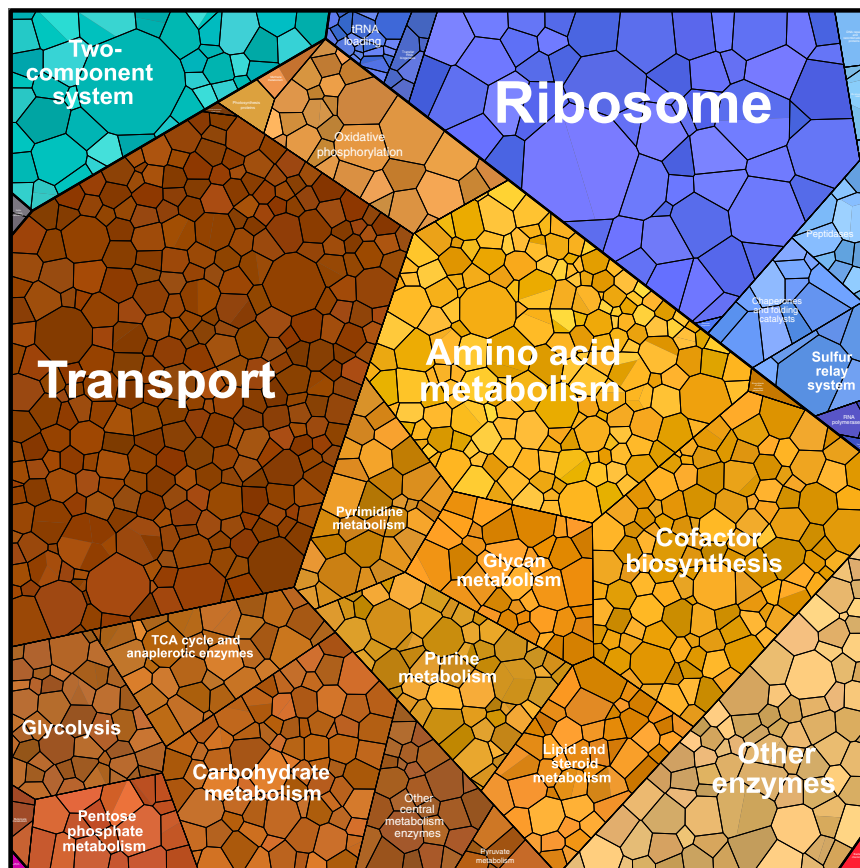 Two-
component
system
tRNA
loading
Ribosome
Oxidative
phosphorylation
Peptidases
Chaperones
and folding
catalysts
Sulfur
relay
system
RNA
polymerase
Transport
Amino acid
metabolism
Pyrimidine
metabolism
Glycan
metabolism
Cofactor
biosynthesis
TCA cycle and
anaplerotic enzymes
Purine
metabolism
Glycolysis
Carbohydrate
metabolism
Lipid and
steroid
metabolism
Other
enzymes
Pentose
phosphate
metabolism
Other
central
metabolism
enzymes
Pyruvate
metabolism